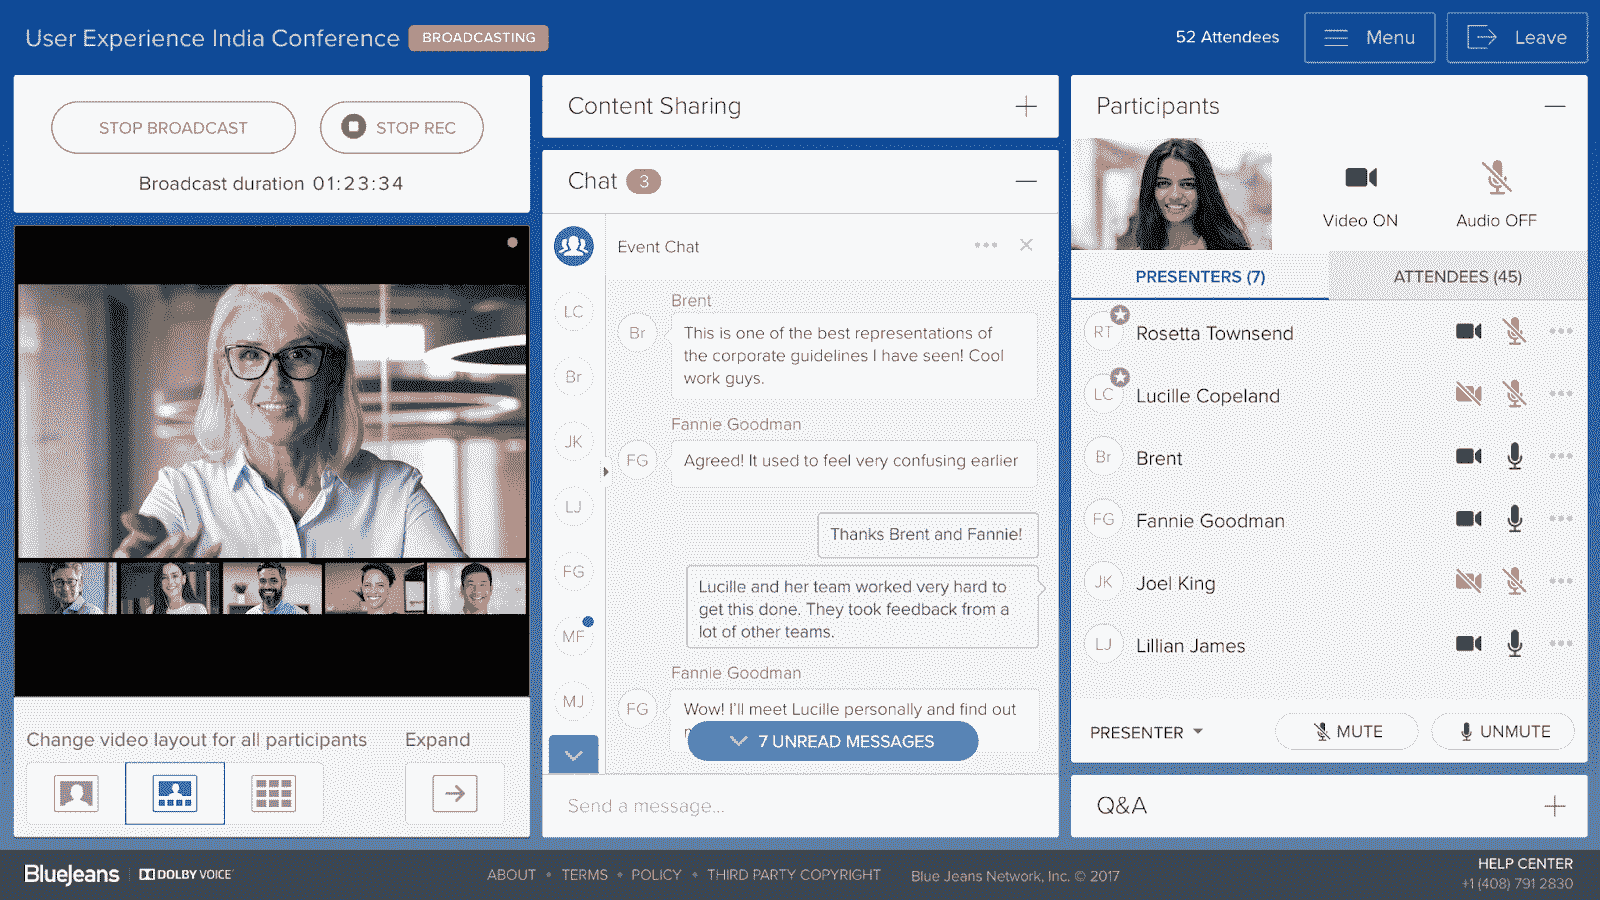 User Experience India Conference
BROADCASTING
52 Attendees
Menu
Leave
STOP BROADCAST
STOP REC
Broadcast duration 01:23:34
Change video layout for all participants
Expand
Content Sharing
Chat 3
LC
Br
JK
LJ
FG
MF
MJ
Event Chat
Brent
Br
This is one of the best representations of
the corporate guidelines I have seen! Cool
work guys.
Fannie Goodman
FG
Agreed! It used to feel very confusing earlier
Thanks Brent and Fannie!
Lucille and her team worked very hard to
get this done. They took feedback from a
lot of other teams.
Fannie Goodman
FG
Wow! I'll meet Lucille personally and find out
7 UNREAD MESSAGES
Send a message...
Participants
Video ON
Audio OFF
PRESENTERS (7)
ATTENDEES (45)
RT
Rosetta Townsend
LC
Lucille Copeland
Br
Brent
FG
Fannie Goodman
JK
Joel King
LJ
Lillian James
PRESENTER
MUTE
UNMUTE
Q&A
BlueJeans
DOLBY VOICE
ABOUT • TERMS • POLICY • THIRD PARTY COPYRIGHT
Blue Jeans Network, Inc. © 2017
HELP CENTER
+1 (408) 791 2830